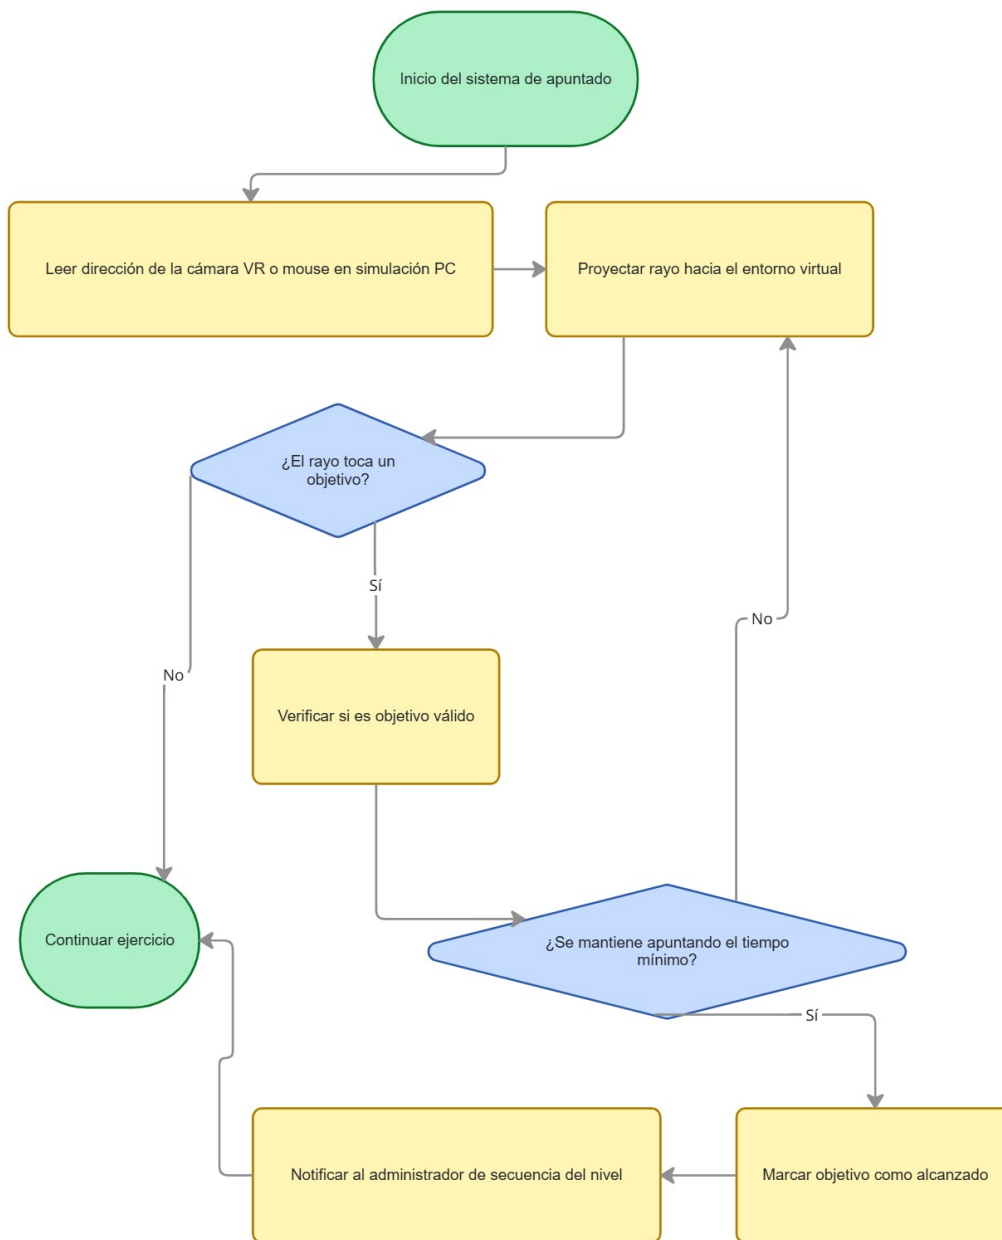 Inicio del sistema de apuntado
Leer dirección de la cámara VR o mouse en simulación PC
Proyectar rayo hacia el entorno virtual
¿El rayo toca un
objetivo?
Sí
No
No
Verificar si es objetivo válido
Continuar ejercicio
¿Se mantiene apuntando el tiempo
mínimo?
Sí
Notificar al administrador de secuencia del nivel
Marcar objetivo como alcanzado